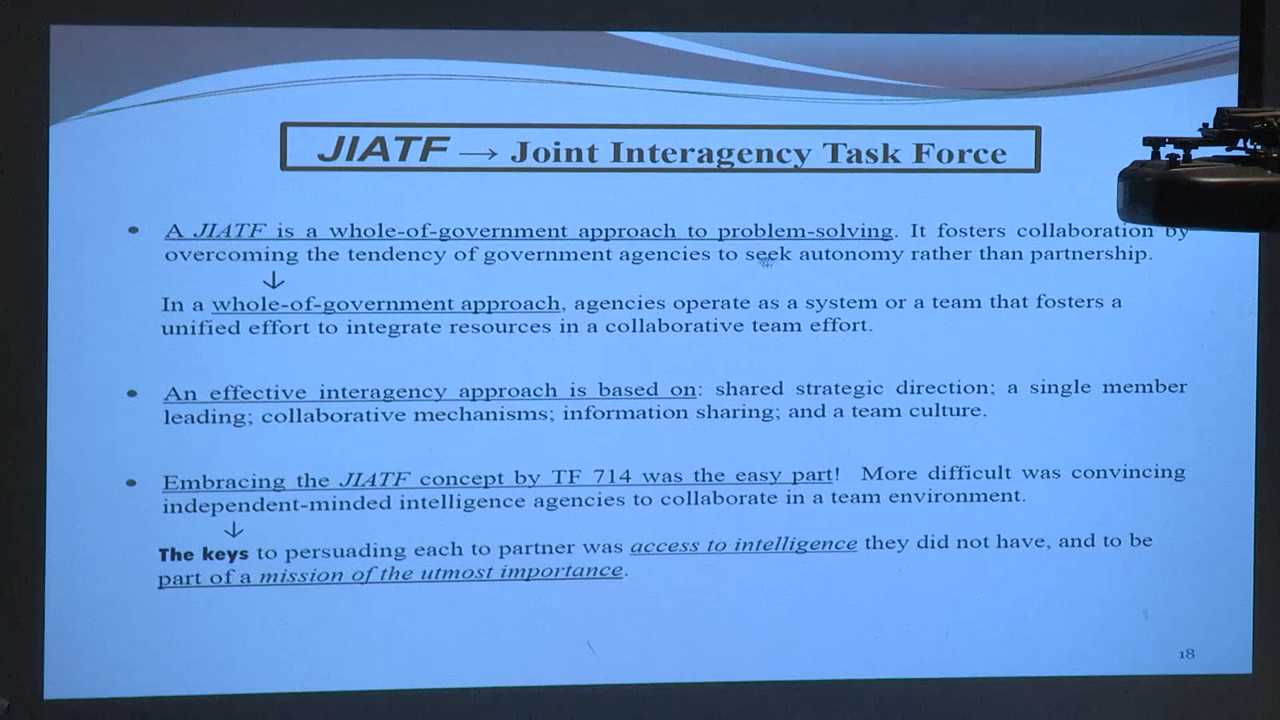 JIATF → Joint Interagency Task Force
• A JIATF is a whole-of-government approach to problem-solving. It fosters collaboration by
overcoming the tendency of government agencies to seek autonomy rather than partnership.
↓
In a whole-of-government approach, agencies operate as a system or a team that fosters a
unified effort to integrate resources in a collaborative team effort.
• An effective interagency approach is based on: shared strategic direction; a single member
leading; collaborative mechanisms; information sharing; and a team culture.
• Embracing the JIATF concept by TF 714 was the easy part! More difficult was convincing
independent-minded intelligence agencies to collaborate in a team environment.
↓
The keys to persuading each to partner was access to intelligence they did not have, and to be
part of a mission of the utmost importance.
18